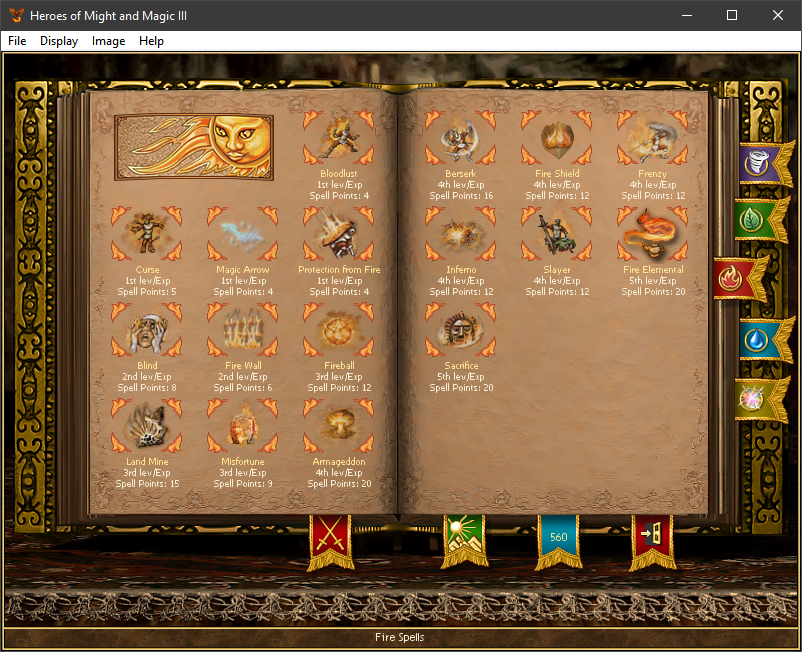 Heroes of Might and Magic III
File Display Image Help
Bloodlust
1st lev/Exp
Spell Points: 4
Curse
1st lev/Exp
Spell Points: 5
Magic Arrow
1st lev/Exp
Spell Points: 4
Protection from Fire
1st lev/Exp
Spell Points: 4
Blind
2nd lev/Exp
Spell Points: 8
Fire Wall
2nd lev/Exp
Spell Points: 6
Fireball
3rd lev/Exp
Spell Points: 12
Land Mine
3rd lev/Exp
Spell Points: 15
Misfortune
3rd lev/Exp
Spell Points: 9
Armageddon
4th lev/Exp
Spell Points: 20
Berserk
4th lev/Exp
Spell Points: 16
Fire Shield
4th lev/Exp
Spell Points: 12
Frenzy
4th lev/Exp
Spell Points: 12
Inferno
4th lev/Exp
Spell Points: 12
Slayer
4th lev/Exp
Spell Points: 12
Fire Elemental
5th lev/Exp
Spell Points: 20
Sacrifice
5th lev/Exp
Spell Points: 20
560
Fire Spells